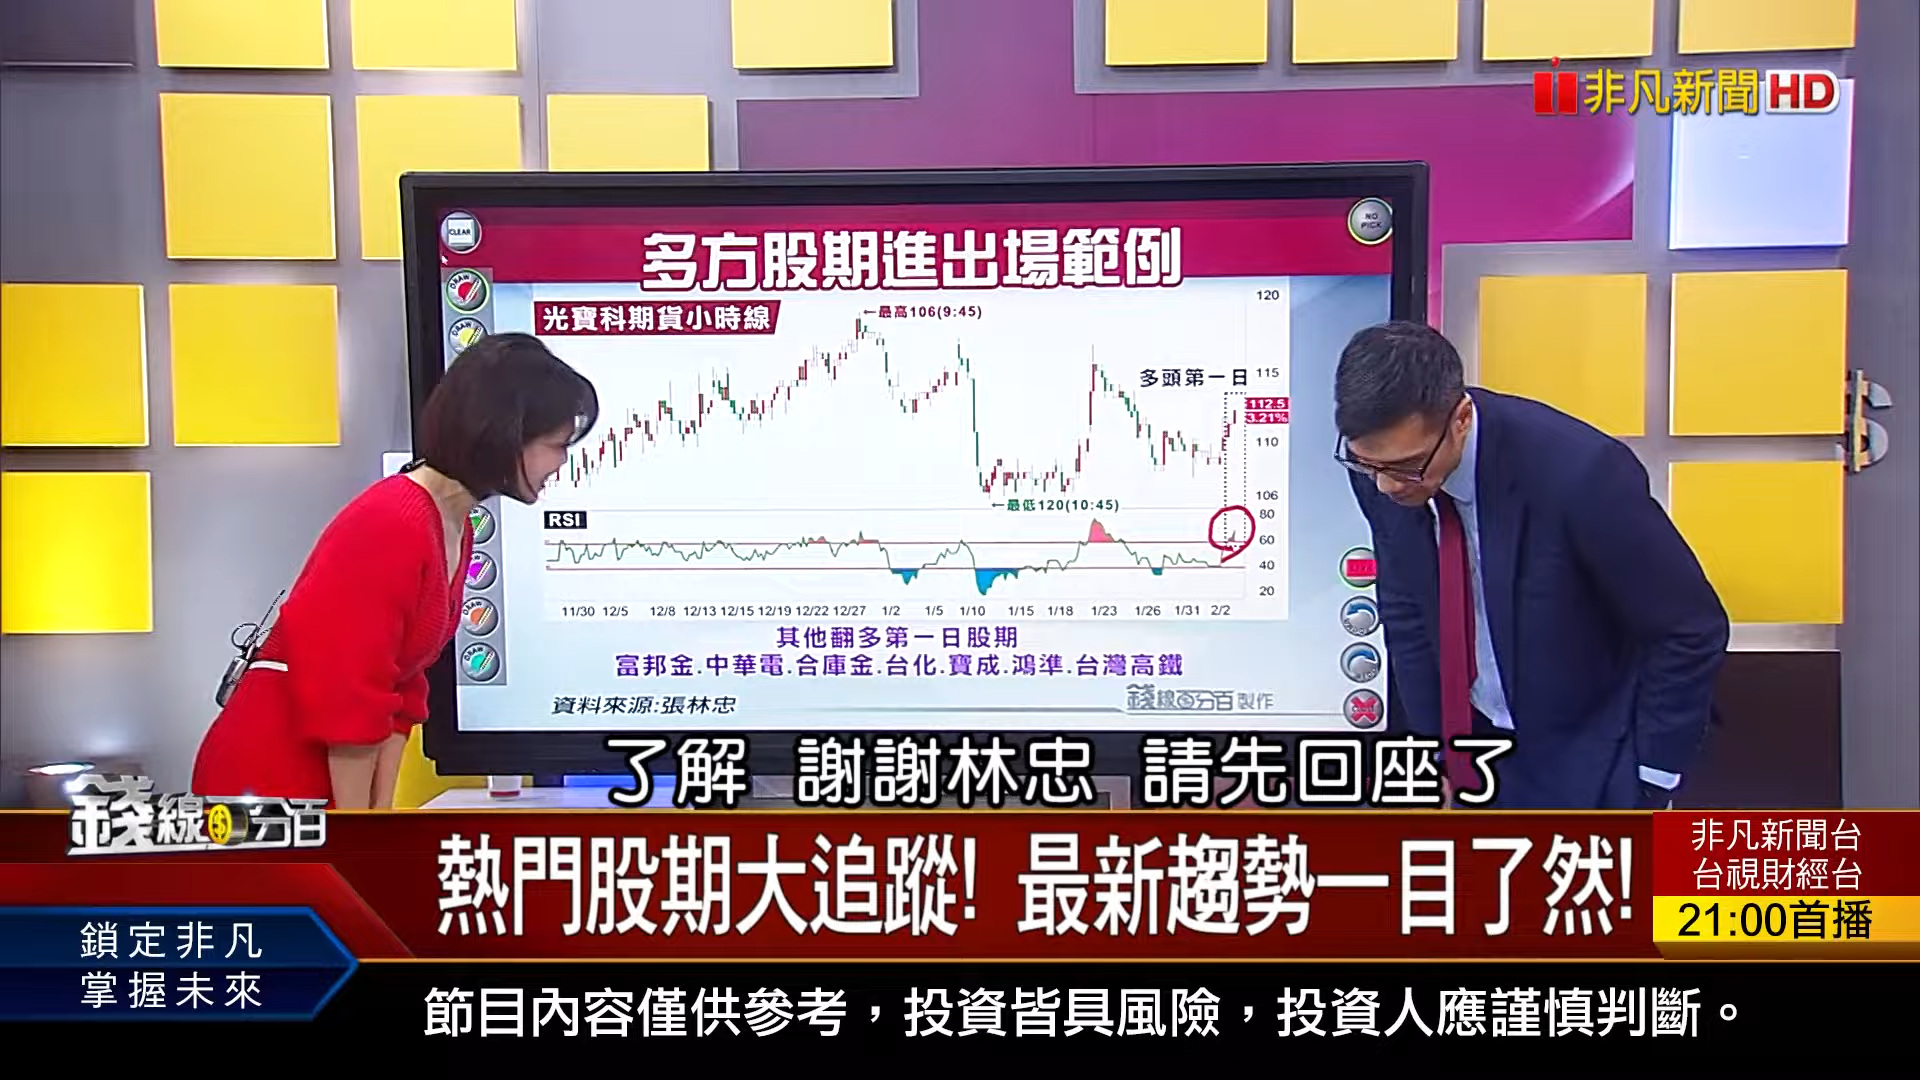 非凡新聞HD
CLEAR
NO PICK
多方股期進出場範例
光寶科期貨小時線
←最高106(9:45)
120
多頭第一日
115
112.5
3.21%
110
106
←最低120(10:45)
RSI
80
60
40
20
11/30 12/5 12/8 12/13 12/15 12/19 12/22 12/27 1/2 1/5 1/10 1/15 1/18 1/23 1/26 1/31 2/2
其他翻多第一日股期
富邦金.中華電.合庫金.台化.寶成.鴻準.台灣高鐵
資料來源:張林忠
錢線百分百製作
了解 謝謝林忠 請先回座了
錢線百分百
熱門股期大追蹤! 最新趨勢一目了然!
非凡新聞台
台視財經台
21:00首播
鎖定非凡
掌握未來
節目內容僅供參考，投資皆具風險，投資人應謹慎判斷。